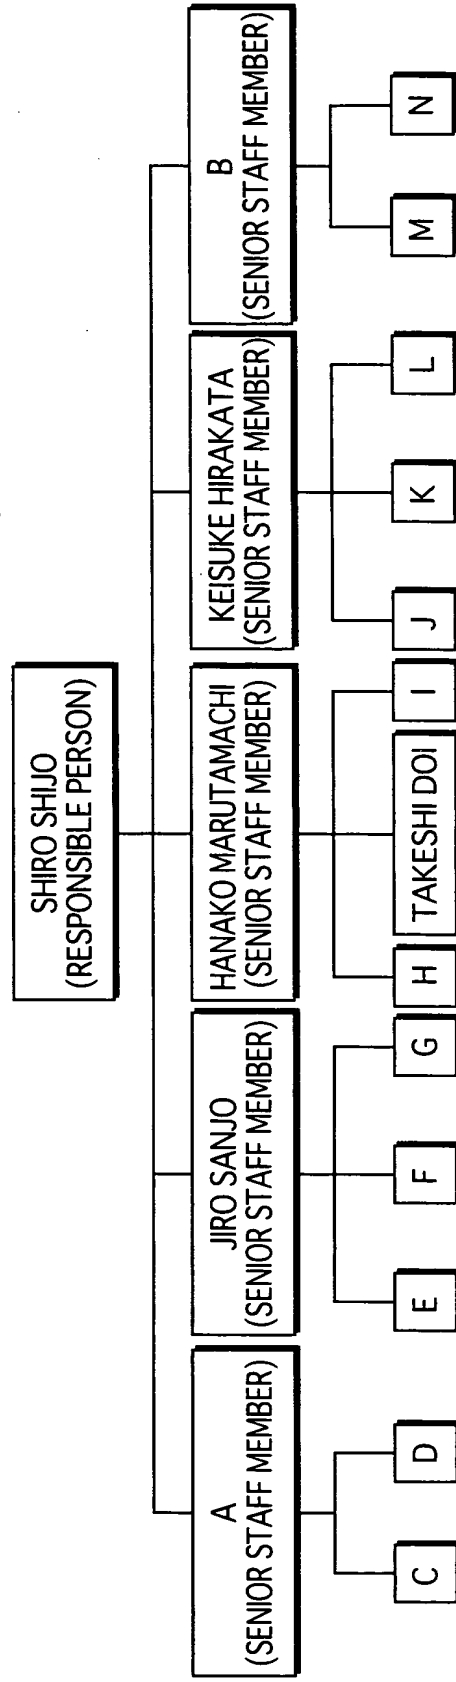 SHIRO SHIJO
(RESPONSIBLE PERSON)
A
(SENIOR STAFF MEMBER)
JIRO SANJO
(SENIOR STAFF MEMBER)
HANAKO MARUTAMACHI
(SENIOR STAFF MEMBER)
KEISUKE HIRAKATA
(SENIOR STAFF MEMBER)
B
(SENIOR STAFF MEMBER)
C
D
E
F
G
H
TAKESHI DOI
I
J
K
L
M
N